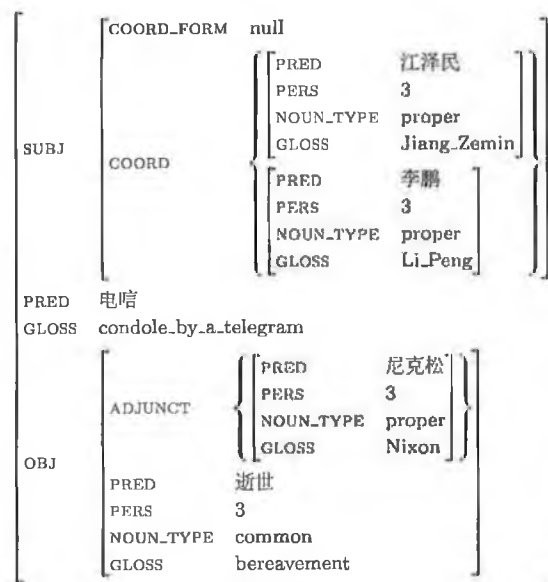 COORD_FORM null
PRED 江泽民
PERS 3
NOUN_TYPE proper
GLOSS Jiang_Zemin
SUBJ COORD
PRED 李鹏
PERS 3
NOUN_TYPE proper
GLOSS Li_Peng
PRED 电唁
GLOSS condole_by_a_telegram
PRED 尼克松
PERS 3
ADJUNCT
NOUN_TYPE proper
GLOSS Nixon
OBJ
PRED 逝世
PERS 3
NOUN_TYPE common
GLOSS bereavement